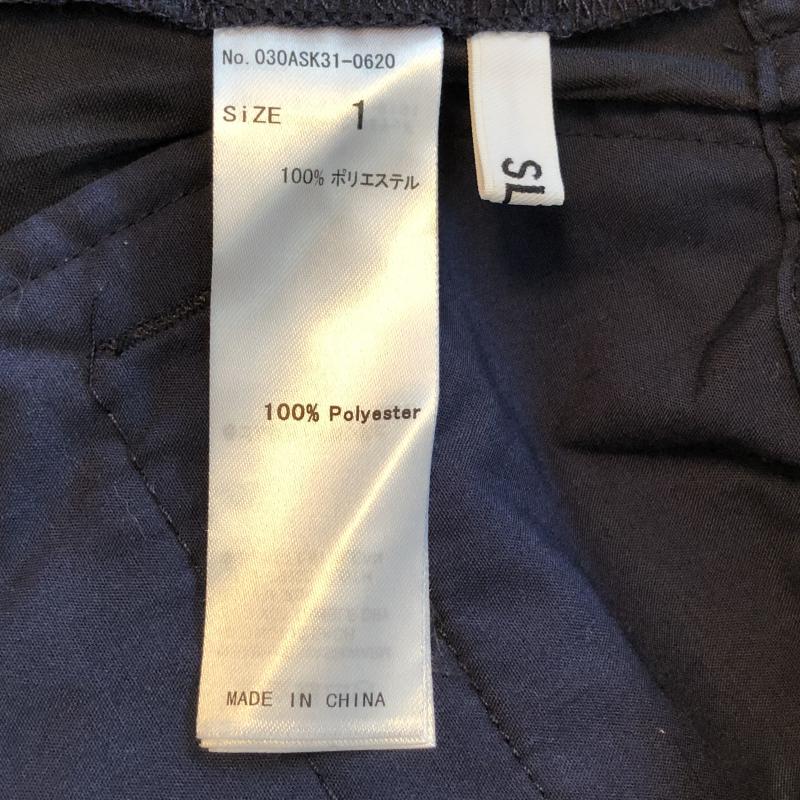 No. 030ASK31-0620
SiZE 1
100% ポリエステル
100% Polyester
MADE IN CHINA
SL